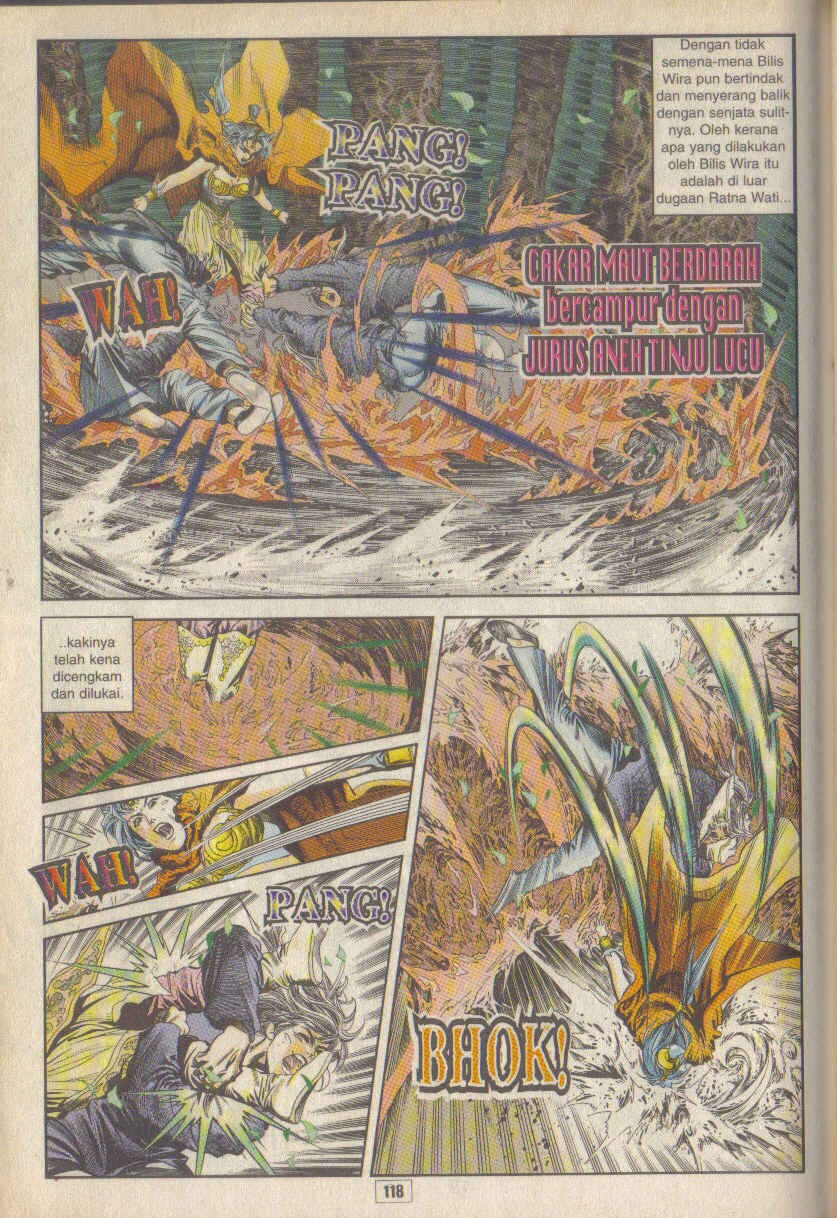 Dengan tidak
semena-mena Bilis
Wira pun bertindak
dan menyerang balik
dengan senjata sulit-
nya. Oleh kerana
apa yang dilakukan
oleh Bilis Wira itu
adalah di luar
dugaan Ratna Wati...
PANG!
PANG!
WAH!
CAKAR MAUT BERDARAH
bercampur dengan
JURUS ANEH TINJU LUCU
..kakinya
telah kena
dicengkam
dan dilukai.
WAH!
PANG!
BHOK!
118